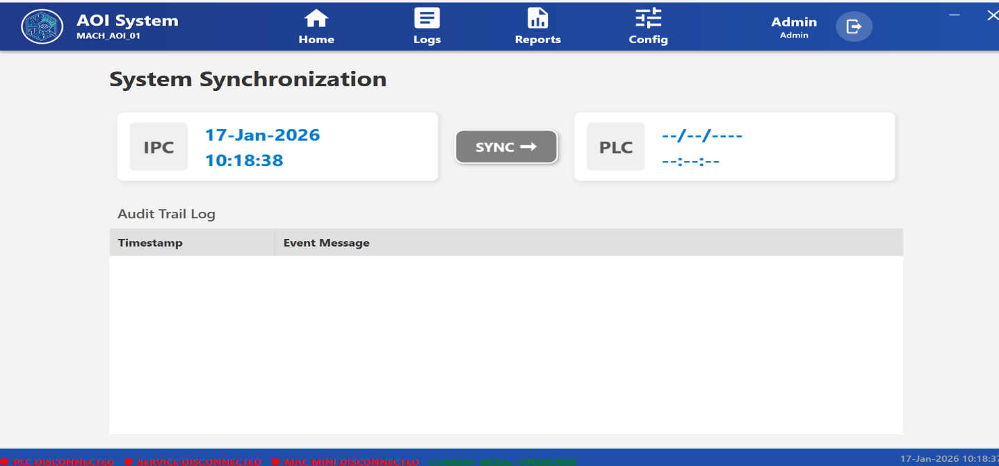 AOI System
MACH_AOI_01
Home
Logs
Reports
Config
Admin
Admin
System Synchronization
IPC
17-Jan-2026
10:18:38
SYNC
PLC
--/--/----
--:--:--
Audit Trail Log
Timestamp
Event Message
PLC DISCONNECTED
SERVICE DISCONNECTED
MAC MINI DISCONNECTED
CURRENT MODE: UNKNOWN
17-Jan-2026 10:18:37